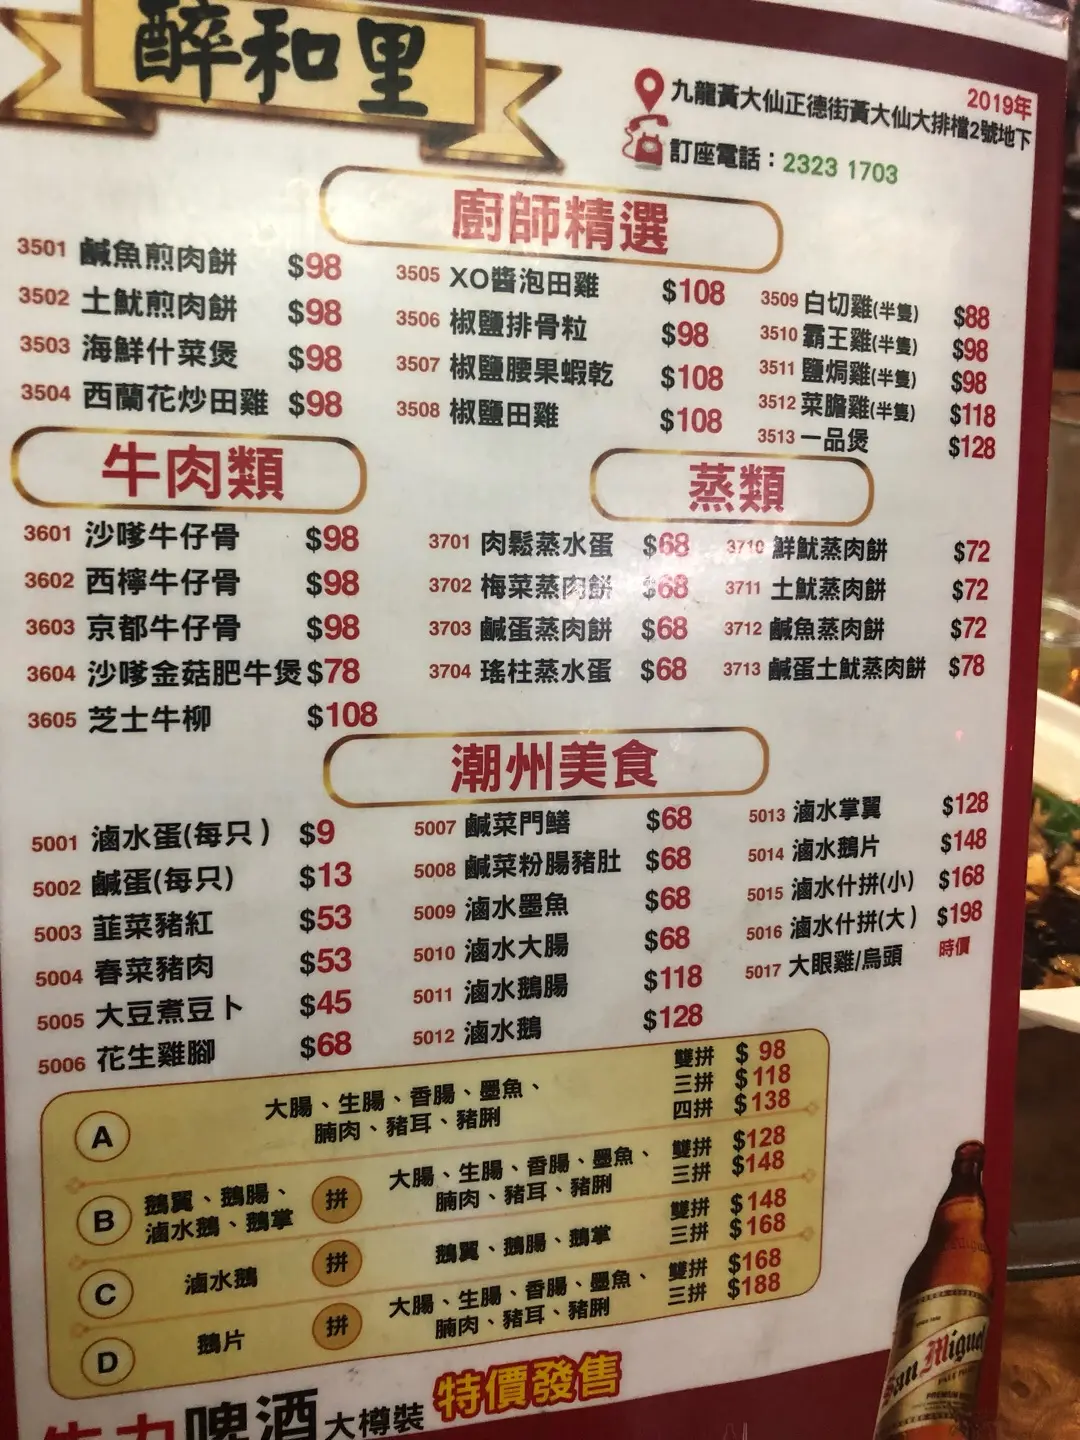 醉和里
2019年
九龍黃大仙正德街黃大仙大排檔2號地下
訂座電話：2323 1703
廚師精選
3501 鹹魚煎肉餅 $98
3502 土魷煎肉餅 $98
3503 海鮮什菜煲 $98
3504 西蘭花炒田雞 $98
3505 XO醬泡田雞 $108
3506 椒鹽排骨粒 $98
3507 椒鹽腰果蝦乾 $108
3508 椒鹽田雞 $108
3509 白切雞(半隻) $88
3510 霸王雞(半隻) $98
3511 鹽焗雞(半隻) $98
3512 菜膽雞(半隻) $118
3513 一品煲 $128
牛肉類
3601 沙嗲牛仔骨 $98
3602 西檸牛仔骨 $98
3603 京都牛仔骨 $98
3604 沙嗲金菇肥牛煲 $78
3605 芝士牛柳 $108
蒸類
3701 肉鬆蒸水蛋 $68
3702 梅菜蒸肉餅 $68
3703 鹹蛋蒸肉餅 $68
3704 瑤柱蒸水蛋 $68
3710 鮮魷蒸肉餅 $72
3711 土魷蒸肉餅 $72
3712 鹹魚蒸肉餅 $72
3713 鹹蛋土魷蒸肉餅 $78
潮州美食
5001 滷水蛋(每只) $9
5002 鹹蛋(每只) $13
5003 韮菜豬紅 $53
5004 春菜豬肉 $53
5005 大豆煮豆卜 $45
5006 花生雞腳 $68
5007 鹹菜門鱔 $68
5008 鹹菜粉腸豬肚 $68
5009 滷水墨魚 $68
5010 滷水大腸 $68
5011 滷水鵝腸 $118
5012 滷水鵝 $128
5013 滷水掌翼 $128
5014 滷水鵝片 $148
5015 滷水什拼(小) $168
5016 滷水什拼(大) $198
5017 大眼雞/烏頭 時價
A 大腸、生腸、香腸、墨魚、
腩肉、豬耳、豬脷
雙拼 $ 98
三拼 $118
四拼 $138
B 鵝翼、鵝腸、
滷水鵝、鵝掌
拼
大腸、生腸、香腸、墨魚、
腩肉、豬耳、豬脷
雙拼 $128
三拼 $148
C 滷水鵝 拼 鵝翼、鵝腸、鵝掌
雙拼 $148
三拼 $168
D 鵝片 拼
大腸、生腸、香腸、墨魚、
腩肉、豬耳、豬脷
雙拼 $168
三拼 $188
生力啤酒大樽裝 特價發售
San Miguel
PALE PILSEN
PREMIUM